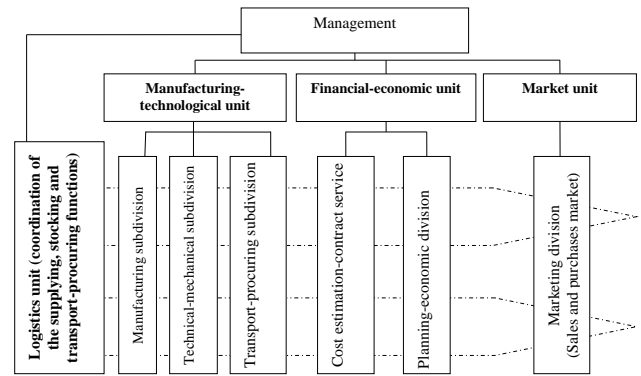 Management
Manufacturing-
technological unit
Financial-economic unit
Market unit
Logistics unit (coordination of
the supplying, stocking and
transport-procuring functions)
Manufacturing subdivision
Technical-mechanical subdivision
Transport-procuring subdivision
Cost estimation-contract service
Planning-economic division
Marketing division
(Sales and purchases market)